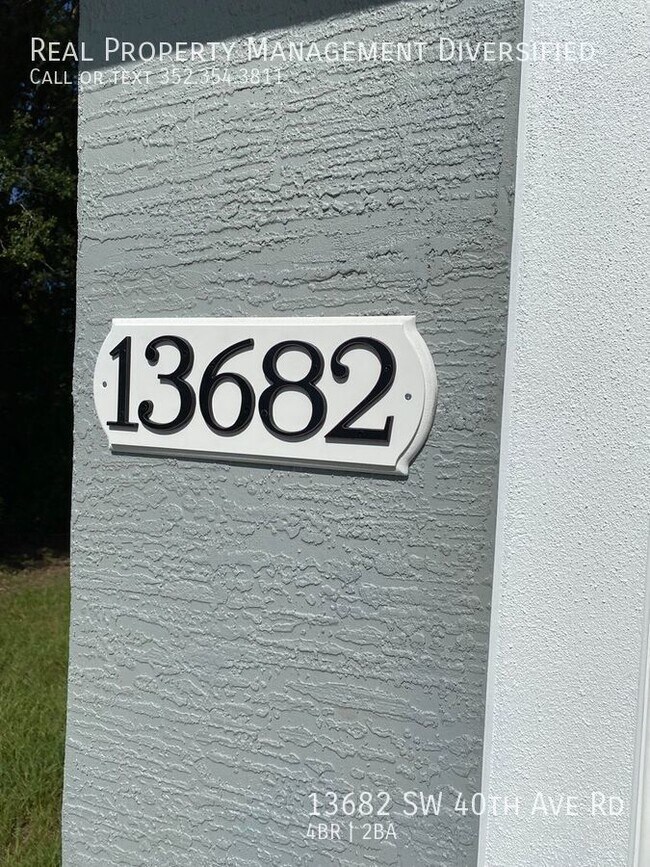 Real Property Management Diversified
Call or text 352.354.3811
13682
13682 SW 40th Ave Rd
4BR | 2BA